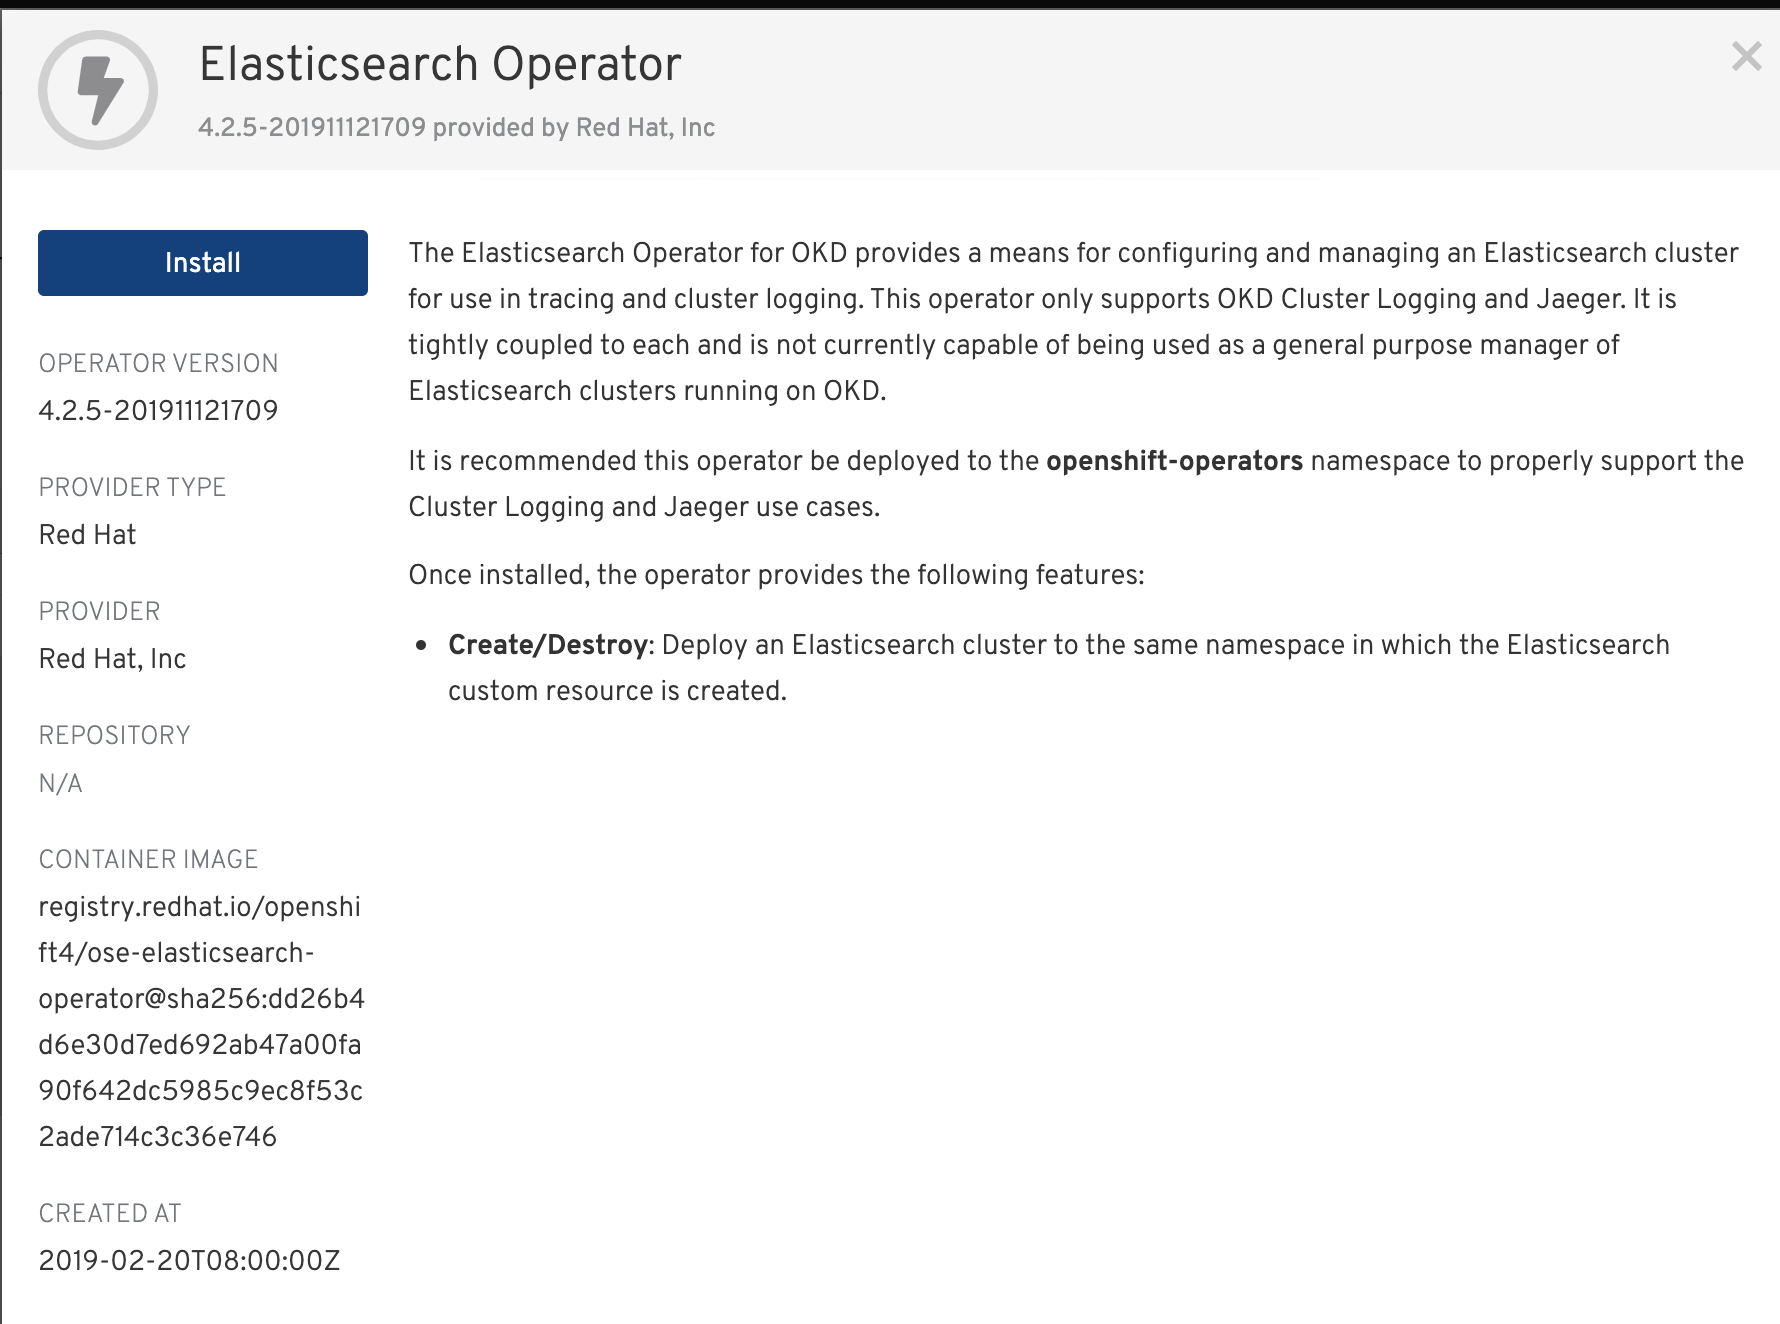 Elasticsearch Operator
4.2.5-201911121709 provided by Red Hat, Inc
Install
OPERATOR VERSION
4.2.5-201911121709
PROVIDER TYPE
Red Hat
PROVIDER
Red Hat, Inc
REPOSITORY
N/A
CONTAINER IMAGE
registry.redhat.io/openshi
ft4/ose-elasticsearch-
operator@sha256:dd26b4
d6e30d7ed692ab47a00fa
90f642dc5985c9ec8f53c
2ade714c3c36e746
CREATED AT
2019-02-20T08:00:00Z
The Elasticsearch Operator for OKD provides a means for configuring and managing an Elasticsearch cluster
for use in tracing and cluster logging. This operator only supports OKD Cluster Logging and Jaeger. It is
tightly coupled to each and is not currently capable of being used as a general purpose manager of
Elasticsearch clusters running on OKD.
It is recommended this operator be deployed to the openshift-operators namespace to properly support the
Cluster Logging and Jaeger use cases.
Once installed, the operator provides the following features:
• Create/Destroy: Deploy an Elasticsearch cluster to the same namespace in which the Elasticsearch
custom resource is created.